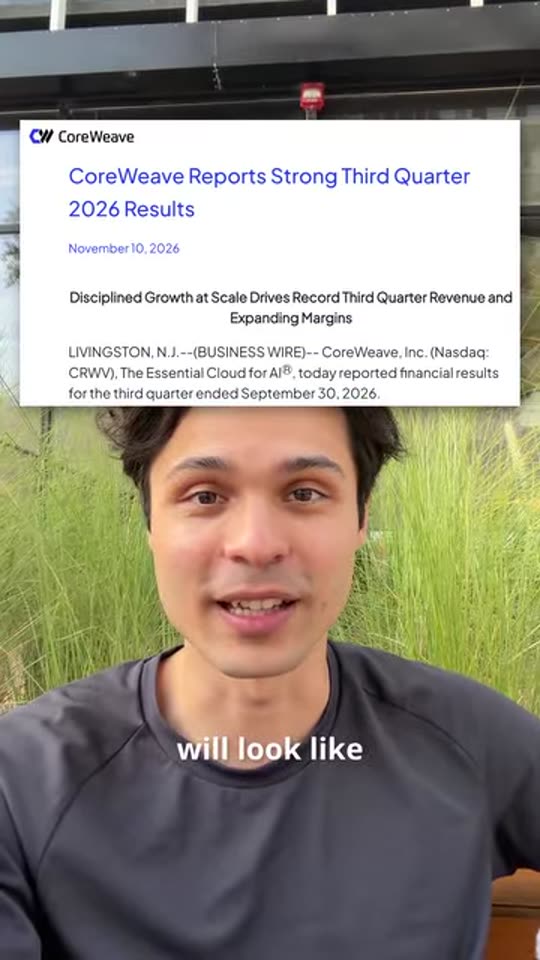 CoreWeave
CoreWeave Reports Strong Third Quarter
2026 Results
November 10, 2026
Disciplined Growth at Scale Drives Record Third Quarter Revenue and
Expanding Margins
LIVINGSTON, N.J.--(BUSINESS WIRE)-- CoreWeave, Inc. (Nasdaq:
CRWV), The Essential Cloud for AI®, today reported financial results
for the third quarter ended September 30, 2026.
will look like